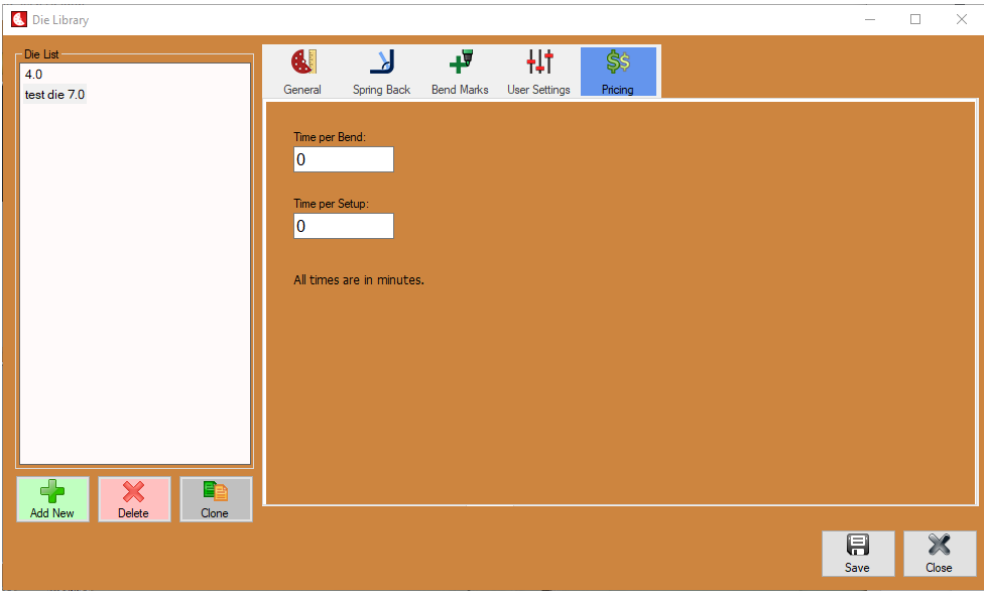 Die Library
Die List
4.0
test die 7.0
General
Spring Back
Bend Marks
User Settings
Pricing
Time per Bend:
0
Time per Setup:
0
All times are in minutes.
Add New
Delete
Clone
Save
Close